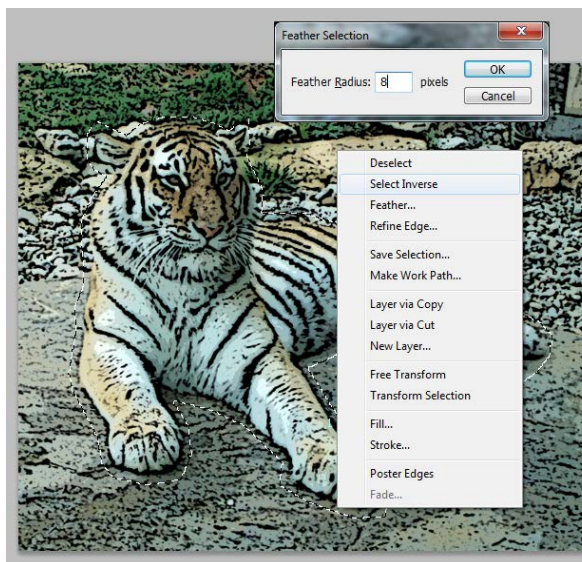 Feather Selection
Feather Radius: 8 pixels
OK
Cancel
Deselect
Select Inverse
Feather...
Refine Edge...
Save Selection...
Make Work Path...
Layer via Copy
Layer via Cut
New Layer...
Free Transform
Transform Selection
Fill...
Stroke...
Poster Edges
Fade...